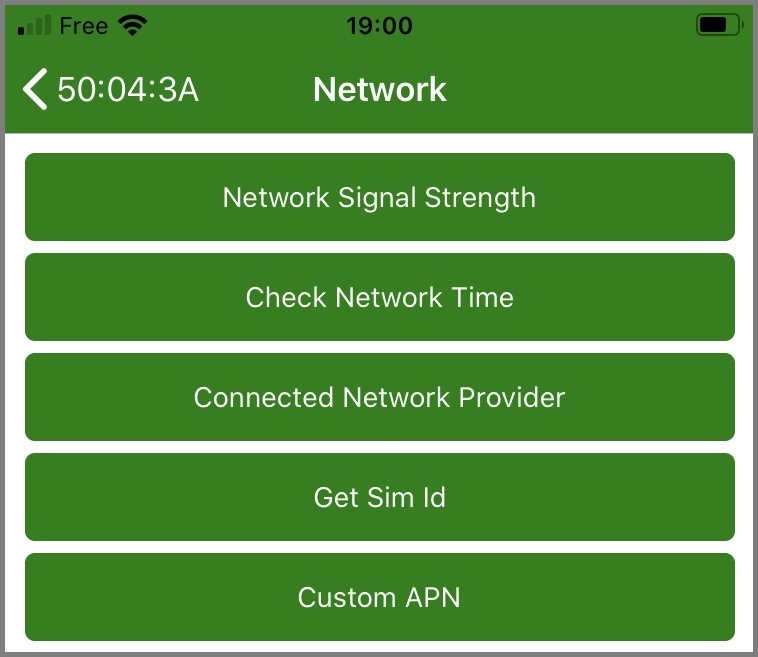 Free 19:00
50:04:3A Network
Network Signal Strength
Check Network Time
Connected Network Provider
Get Sim Id
Custom APN